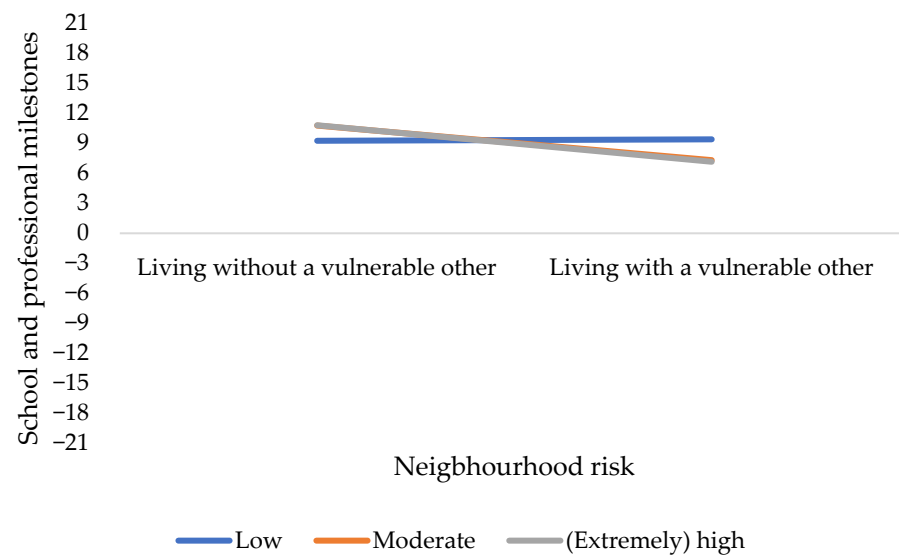 School and professional milestones
21
18
15
12
9
6
3
0
−3
−6
−9
−12
−15
−18
−21
Living without a vulnerable other
Living with a vulnerable other
Neigbhourhood risk
Low
Moderate
(Extremely) high